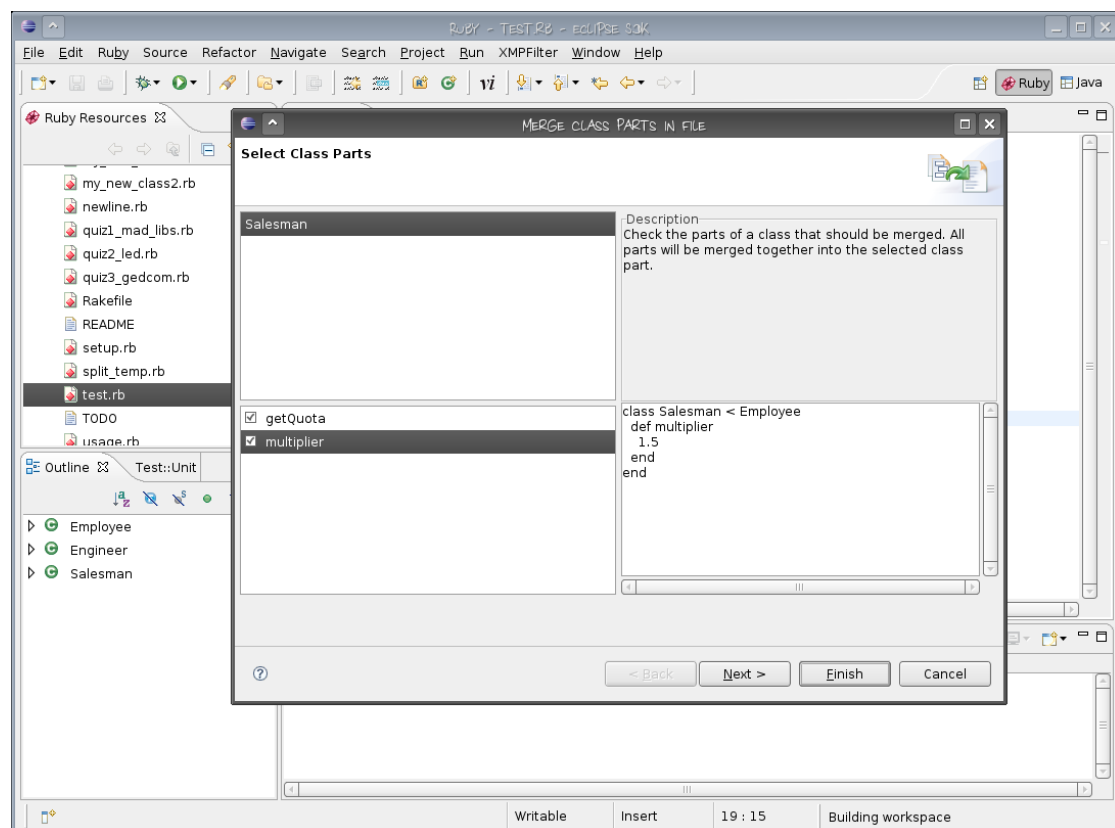 RUBY - TEST.RB - ECLIPSE SDK
File Edit Ruby Source Refactor Navigate Search Project Run XMPFilter Window Help
vi
Ruby
Java
Ruby Resources
my_new_class2.rb
newline.rb
quiz1_mad_libs.rb
quiz2_led.rb
quiz3_gedcom.rb
Rakefile
README
setup.rb
split_temp.rb
test.rb
TODO
usage.rb
Outline
Test::Unit
Employee
Engineer
Salesman
MERGE CLASS PARTS IN FILE
Select Class Parts
Salesman
Description
Check the parts of a class that should be merged. All
parts will be merged together into the selected class
part.
getQuota
multiplier
class Salesman < Employee
def multiplier
1.5
end
end
< Back
Next >
Finish
Cancel
Writable
Insert
19 : 15
Building workspace